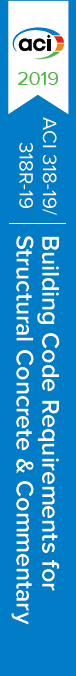 aci
2019
ACI 318-19/
318R-19
Building Code Requirements for
Structural Concrete & Commentary